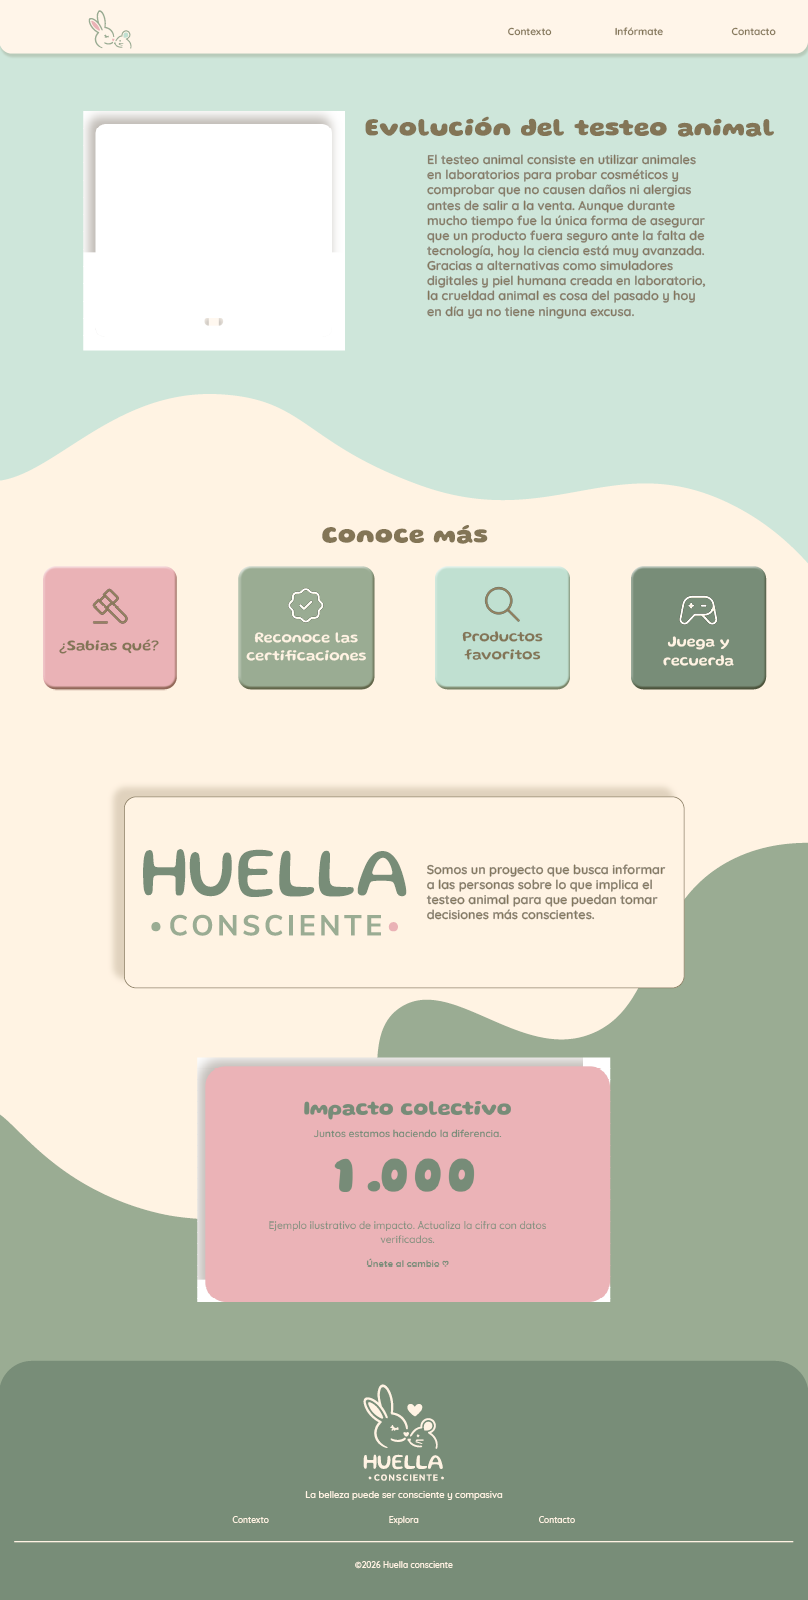 Contexto
Infórmate
Contacto
Evolución del testeo animal
El testeo animal consiste en utilizar animales
en laboratorios para probar cosméticos y
comprobar que no causen daños ni alergias
antes de salir a la venta. Aunque durante
mucho tiempo fue la única forma de asegurar
que un producto fuera seguro ante la falta de
tecnología, hoy la ciencia está muy avanzada.
Gracias a alternativas como simuladores
digitales y piel humana creada en laboratorio,
la crueldad animal es cosa del pasado y hoy
en día ya no tiene ninguna excusa.
Conoce más
¿Sabias qué?
Reconoce las
certificaciones
Productos
favoritos
Juega y
recuerda
HUELLA
•CONSCIENTE•
Somos un proyecto que busca informar
a las personas sobre lo que implica el
testeo animal para que puedan tomar
decisiones más conscientes.
Impacto colectivo
Juntos estamos haciendo la diferencia.
1.000
Ejemplo ilustrativo de impacto. Actualiza la cifra con datos
verificados.
Únete al cambio ♡
HUELLA
•CONSCIENTE•
La belleza puede ser consciente y compasiva
Contexto
Explora
Contacto
©2026 Huella consciente